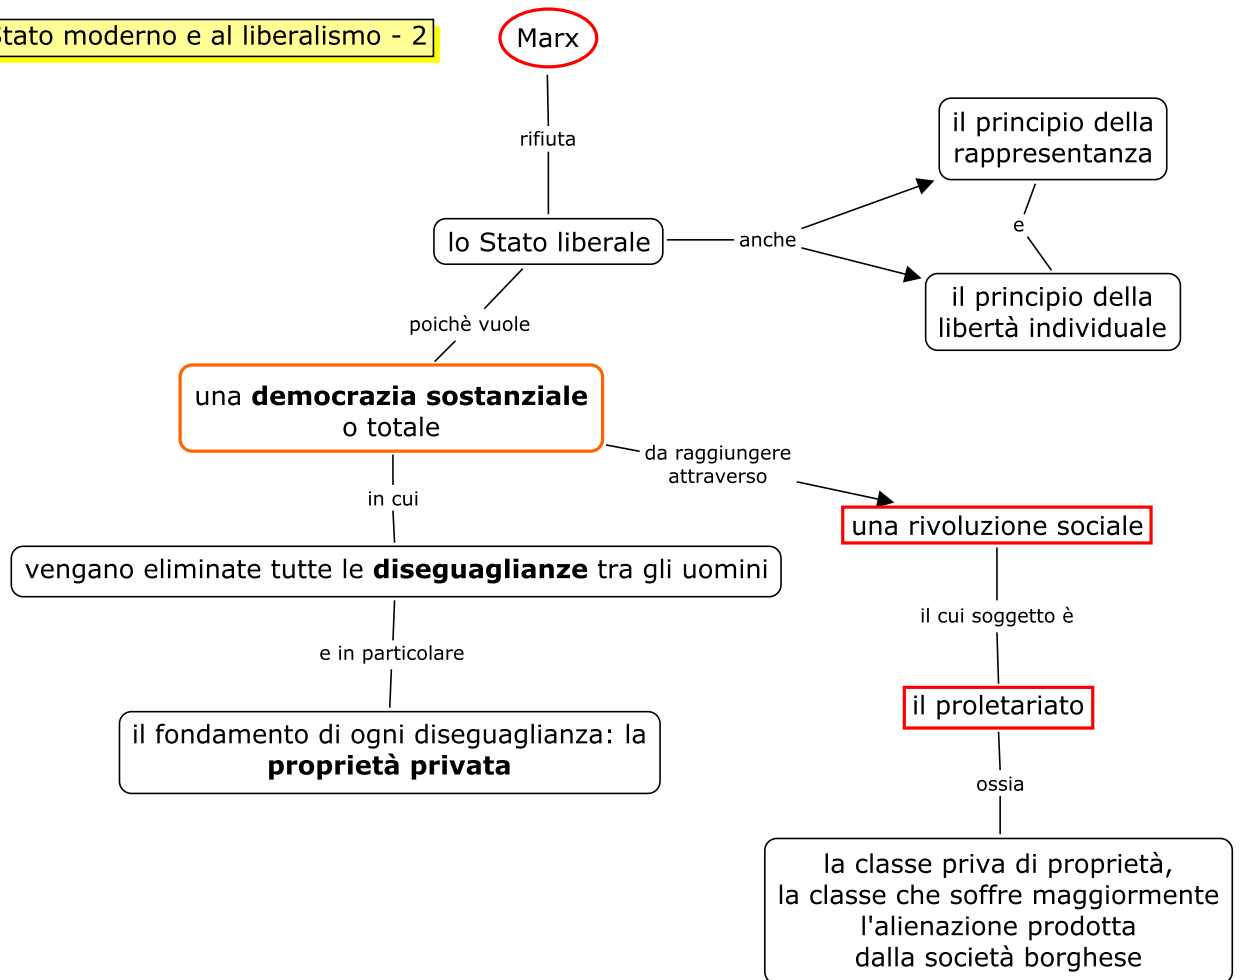 tato moderno e al liberalismo - 2
Marx
rifiuta
il principio della
rappresentanza
e
lo Stato liberale
anche
il principio della
libertà individuale
poichè vuole
una democrazia sostanziale
o totale
da raggiungere
attraverso
in cui
una rivoluzione sociale
vengano eliminate tutte le diseguaglianze tra gli uomini
il cui soggetto è
e in particolare
il proletariato
il fondamento di ogni diseguaglianza: la
proprietà privata
ossia
la classe priva di proprietà,
la classe che soffre maggiormente
l'alienazione prodotta
dalla società borghese